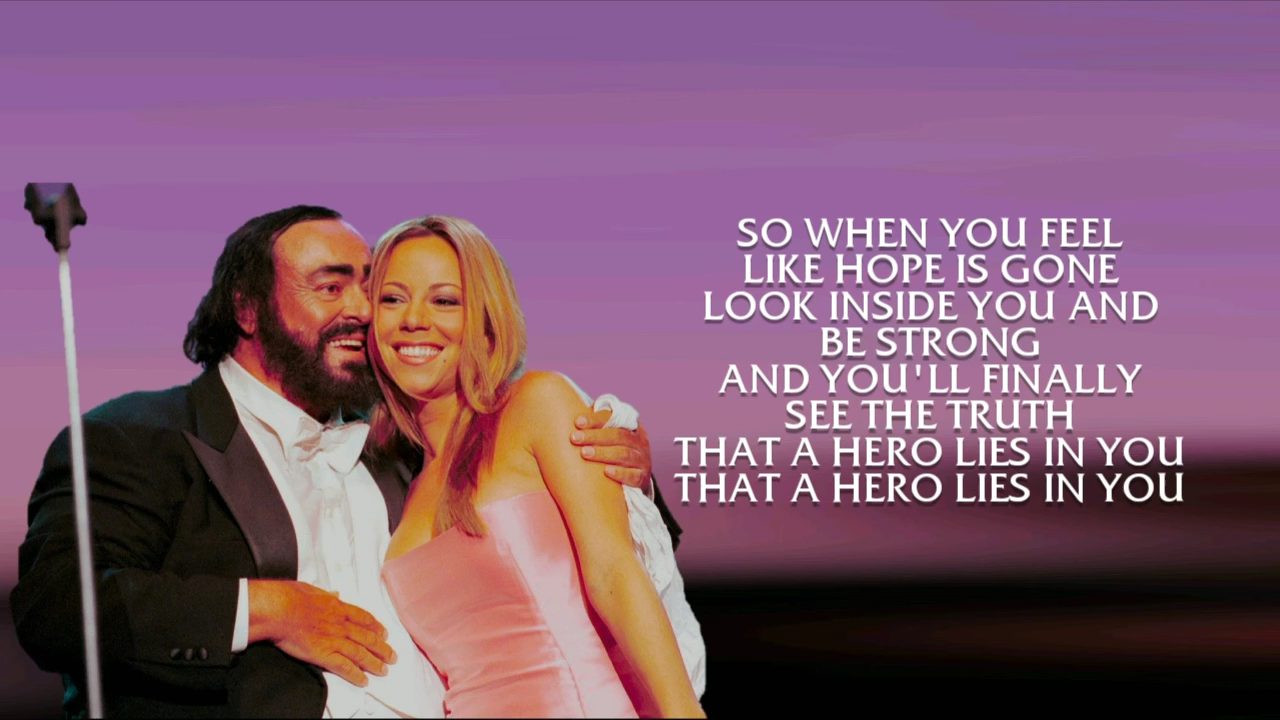 SO WHEN YOU FEEL
LIKE HOPE IS GONE
LOOK INSIDE YOU AND
BE STRONG
AND YOU'LL FINALLY
SEE THE TRUTH
THAT A HERO LIES IN YOU
THAT A HERO LIES IN YOU